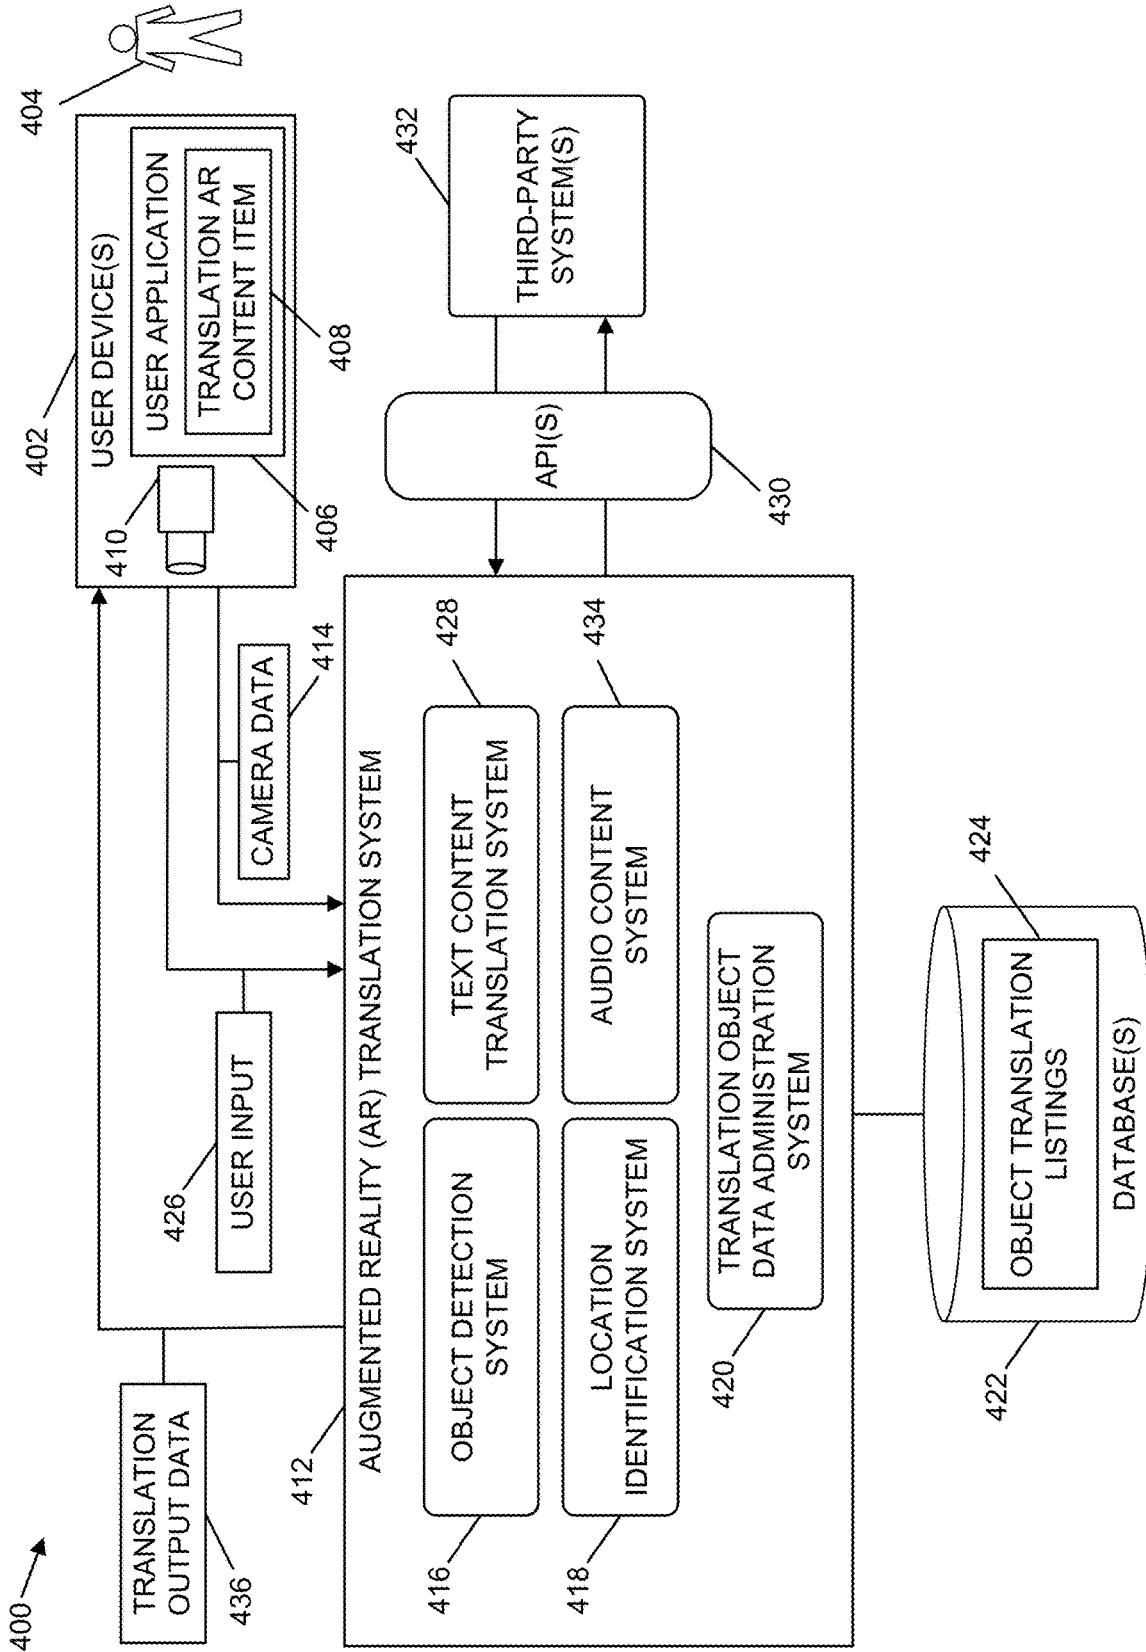 400
TRANSLATION
OUTPUT DATA
436
426
USER INPUT
CAMERA DATA
414
402
USER DEVICE(S)
410
406
USER APPLICATION
TRANSLATION AR
CONTENT ITEM
408
404
412
AUGMENTED REALITY (AR) TRANSLATION SYSTEM
416
OBJECT DETECTION
SYSTEM
TEXT CONTENT
TRANSLATION SYSTEM
428
418
LOCATION
IDENTIFICATION SYSTEM
AUDIO CONTENT
SYSTEM
434
420
TRANSLATION OBJECT
DATA ADMINISTRATION
SYSTEM
API(S)
430
432
THIRD-PARTY
SYSTEM(S)
422
OBJECT TRANSLATION
LISTINGS
424
DATABASE(S)